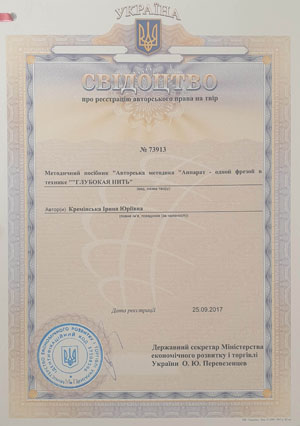 УКРАЇНА
СВІДОЦТВО
про реєстрацію авторського права на твір
№ 73913
Методичний посібник "Авторська методика "Аппарат - одной фрезой в
технике ""ГЛУБОКАЯ НИТЬ"
(вид, назва твору)
Автор(и) Кремінська Ірина Юріївна
(повне ім'я, псевдонім (за наявності))
Дата реєстрації 25.09.2017
Державний секретар Міністерства
економічного розвитку і торгівлі
України О. Ю. Перевезенцев